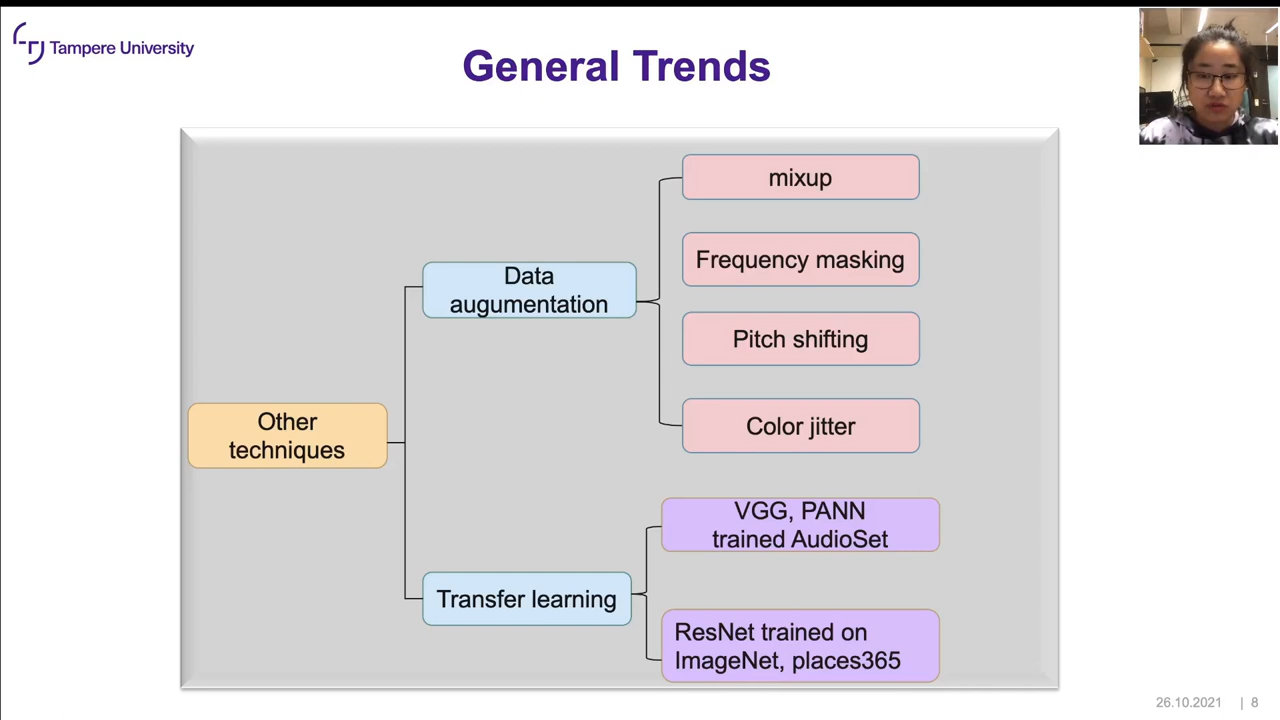 Tampere University
General Trends
mixup
Frequency masking
Data
augumentation
Pitch shifting
Color jitter
Other
techniques
VGG, PANN
trained AudioSet
Transfer learning
ResNet trained on
ImageNet, places365
26.10.2021 | 8